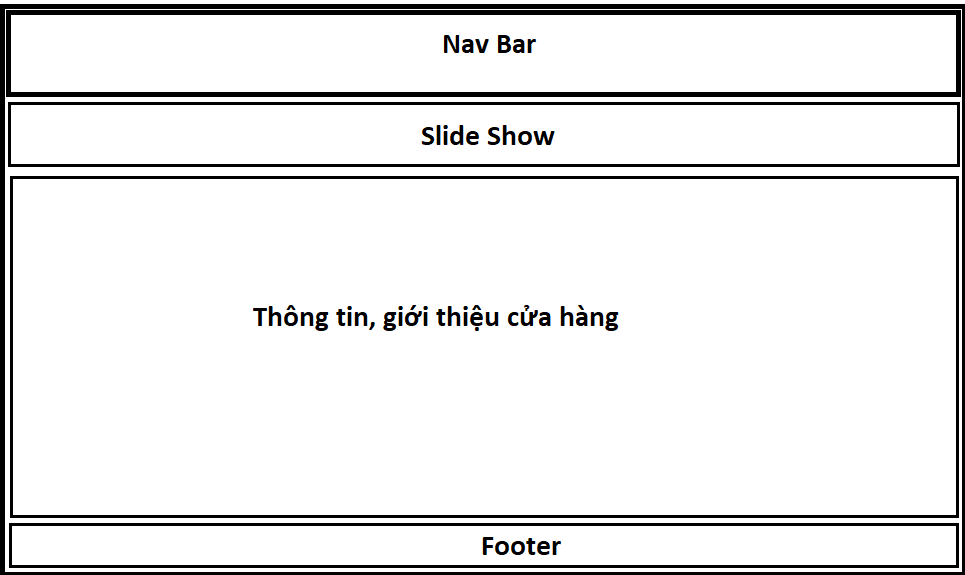 Nav Bar
Slide Show
Thông tin, giới thiệu cửa hàng
Footer